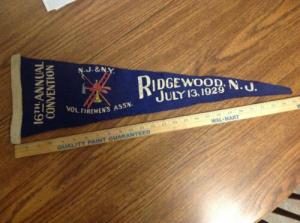 16TH. ANNUAL
CONVENTION
N.J. & N.Y.
VOL. FIREMEN'S ASSN.
RIDGEWOOD, N. J.
JULY 13, 1929
QUALITY PAINT GUARANTEED
WAL-MART